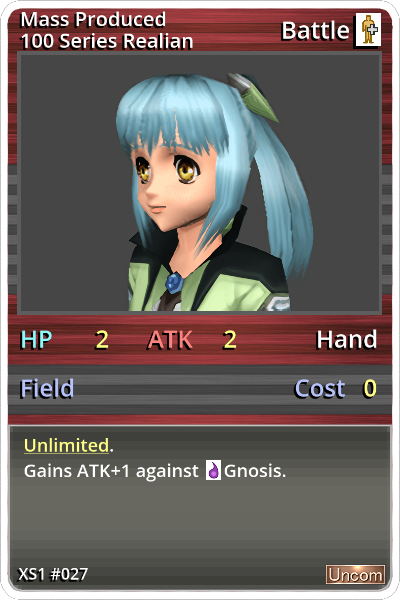 Mass Produced
100 Series Realian
Battle
HP 2 ATK 2 Hand
Field Cost 0
Unlimited.
Gains ATK+1 against Gnosis.
XS1 #027 Uncom